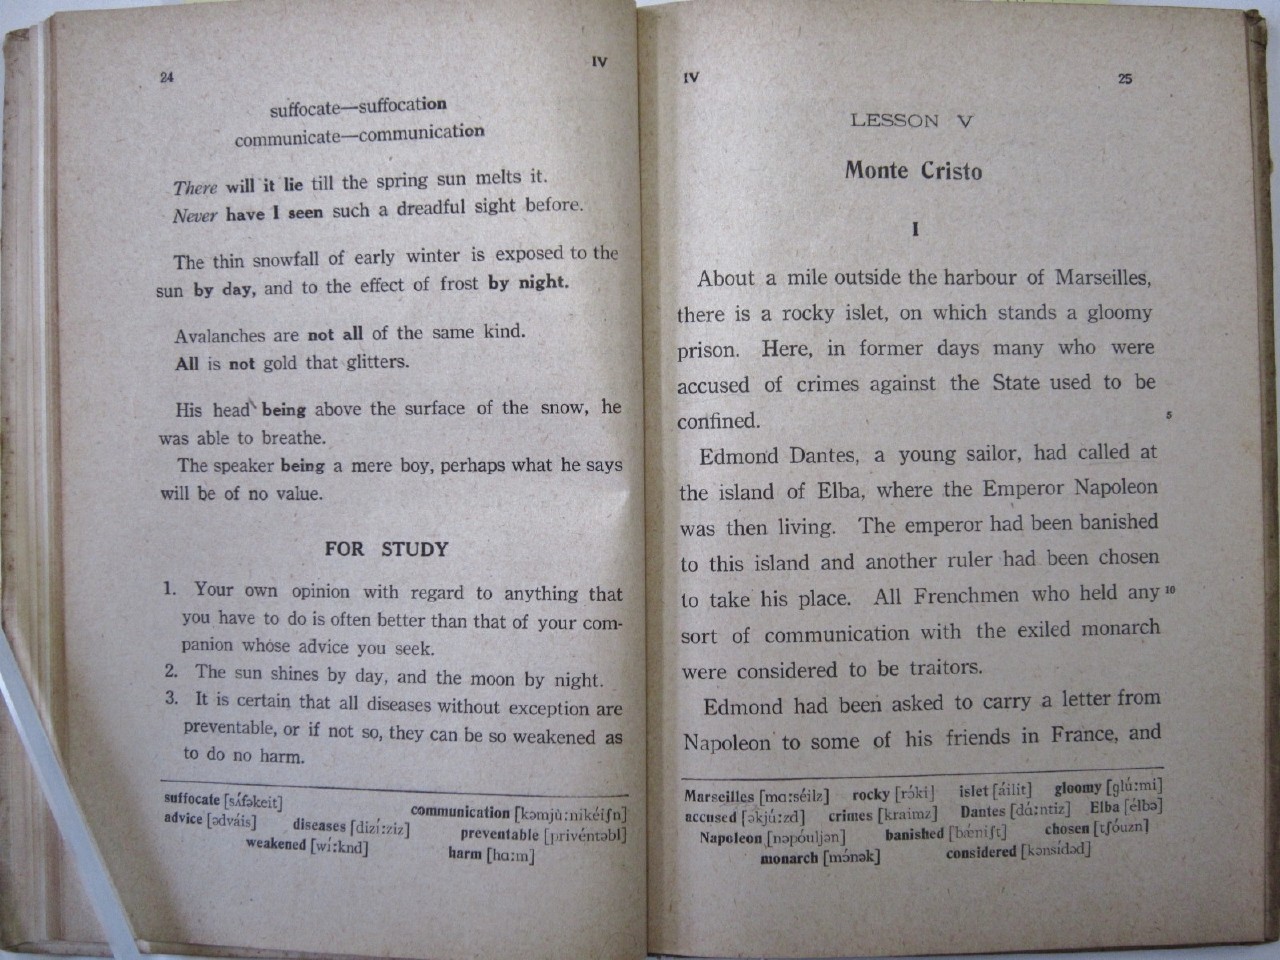 24
IV
suffocate—suffocation
communicate—communication
There will it lie till the spring sun melts it.
Never have I seen such a dreadful sight before.
The thin snowfall of early winter is exposed to the
sun by day, and to the effect of frost by night.
Avalanches are not all of the same kind.
All is not gold that glitters.
His head being above the surface of the snow, he
was able to breathe.
The speaker being a mere boy, perhaps what he says
will be of no value.
FOR STUDY
1. Your own opinion with regard to anything that
you have to do is often better than that of your com-
panion whose advice you seek.
2. The sun shines by day, and the moon by night.
3. It is certain that all diseases without exception are
preventable, or if not so, they can be so weakened as
to do no harm.
suffocate [sʌ́fəkeit] communication [kəmjùːnikéiʃn]
advice [ədváis] diseases [dizíːziz] preventable [privéntəbl]
weakened [wíːknd] harm [hɑːm]
IV
25
LESSON V
Monte Cristo
I
About a mile outside the harbour of Marseilles,
there is a rocky islet, on which stands a gloomy
prison. Here, in former days many who were
accused of crimes against the State used to be
confined. 5
Edmond Dantes, a young sailor, had called at
the island of Elba, where the Emperor Napoleon
was then living. The emperor had been banished
to this island and another ruler had been chosen
to take his place. All Frenchmen who held any 10
sort of communication with the exiled monarch
were considered to be traitors.
Edmond had been asked to carry a letter from
Napoleon to some of his friends in France, and
Marseilles [mɑːséilz] rocky [rɔ́ki] islet [áilit] gloomy [glúːmi]
accused [əkjúːzd] crimes [kraimz] Dantes [dɑ́ːntiz] Elba [élbə]
Napoleon [nəpóuljən] banished [bǽniʃt] chosen [tʃóuzn]
monarch [mɔ́nək] considered [kənsídəd]